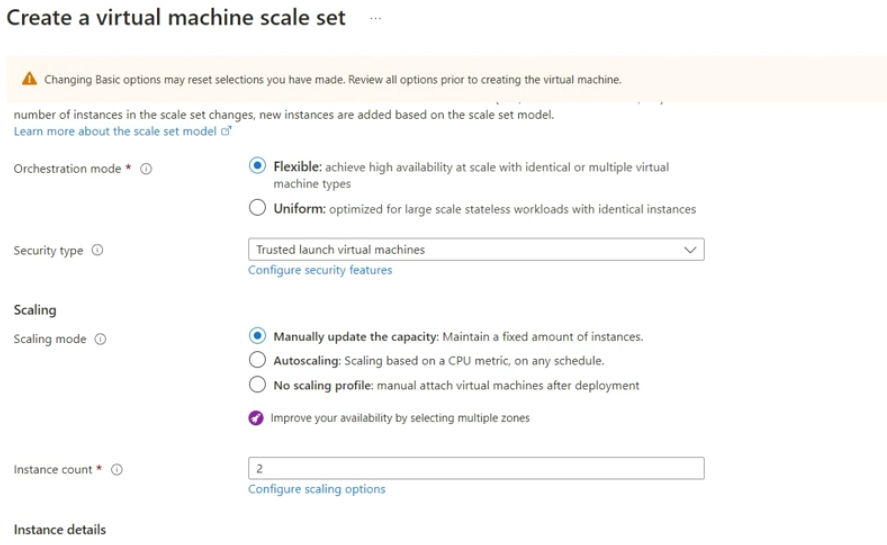 Create a virtual machine scale set ...
Changing Basic options may reset selections you have made. Review all options prior to creating the virtual machine.
number of instances in the scale set changes, new instances are added based on the scale set model.
Learn more about the scale set model
Orchestration mode *
Flexible: achieve high availability at scale with identical or multiple virtual
machine types
Uniform: optimized for large scale stateless workloads with identical instances
Security type
Trusted launch virtual machines
Configure security features
Scaling
Scaling mode
Manually update the capacity: Maintain a fixed amount of instances.
Autoscaling: Scaling based on a CPU metric, on any schedule.
No scaling profile: manual attach virtual machines after deployment
Improve your availability by selecting multiple zones
Instance count *
2
Configure scaling options
Instance details